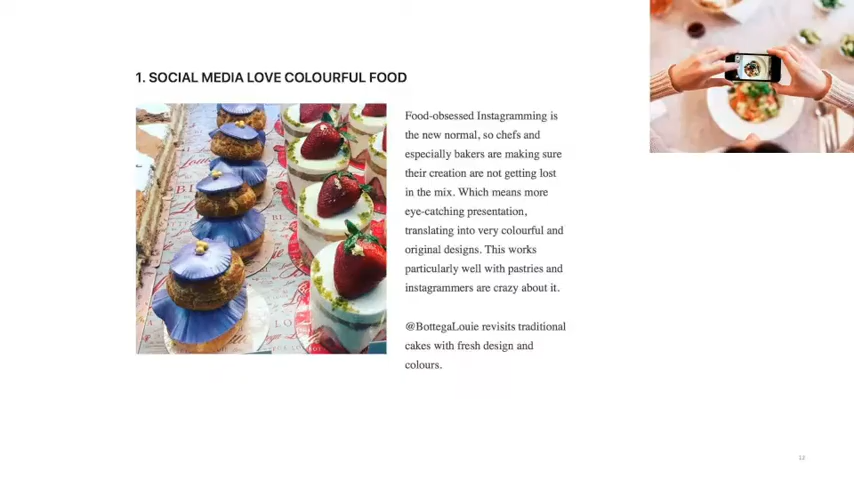 1. SOCIAL MEDIA LOVE COLOURFUL FOOD
Food-obsessed Instagramming is
the new normal, so chefs and
especially bakers are making sure
their creation are not getting lost
in the mix. Which means more
eye-catching presentation,
translating into very colourful and
original designs. This works
particularly well with pastries and
instagrammers are crazy about it.
@BottegaLouie revisits traditional
cakes with fresh design and
colours.